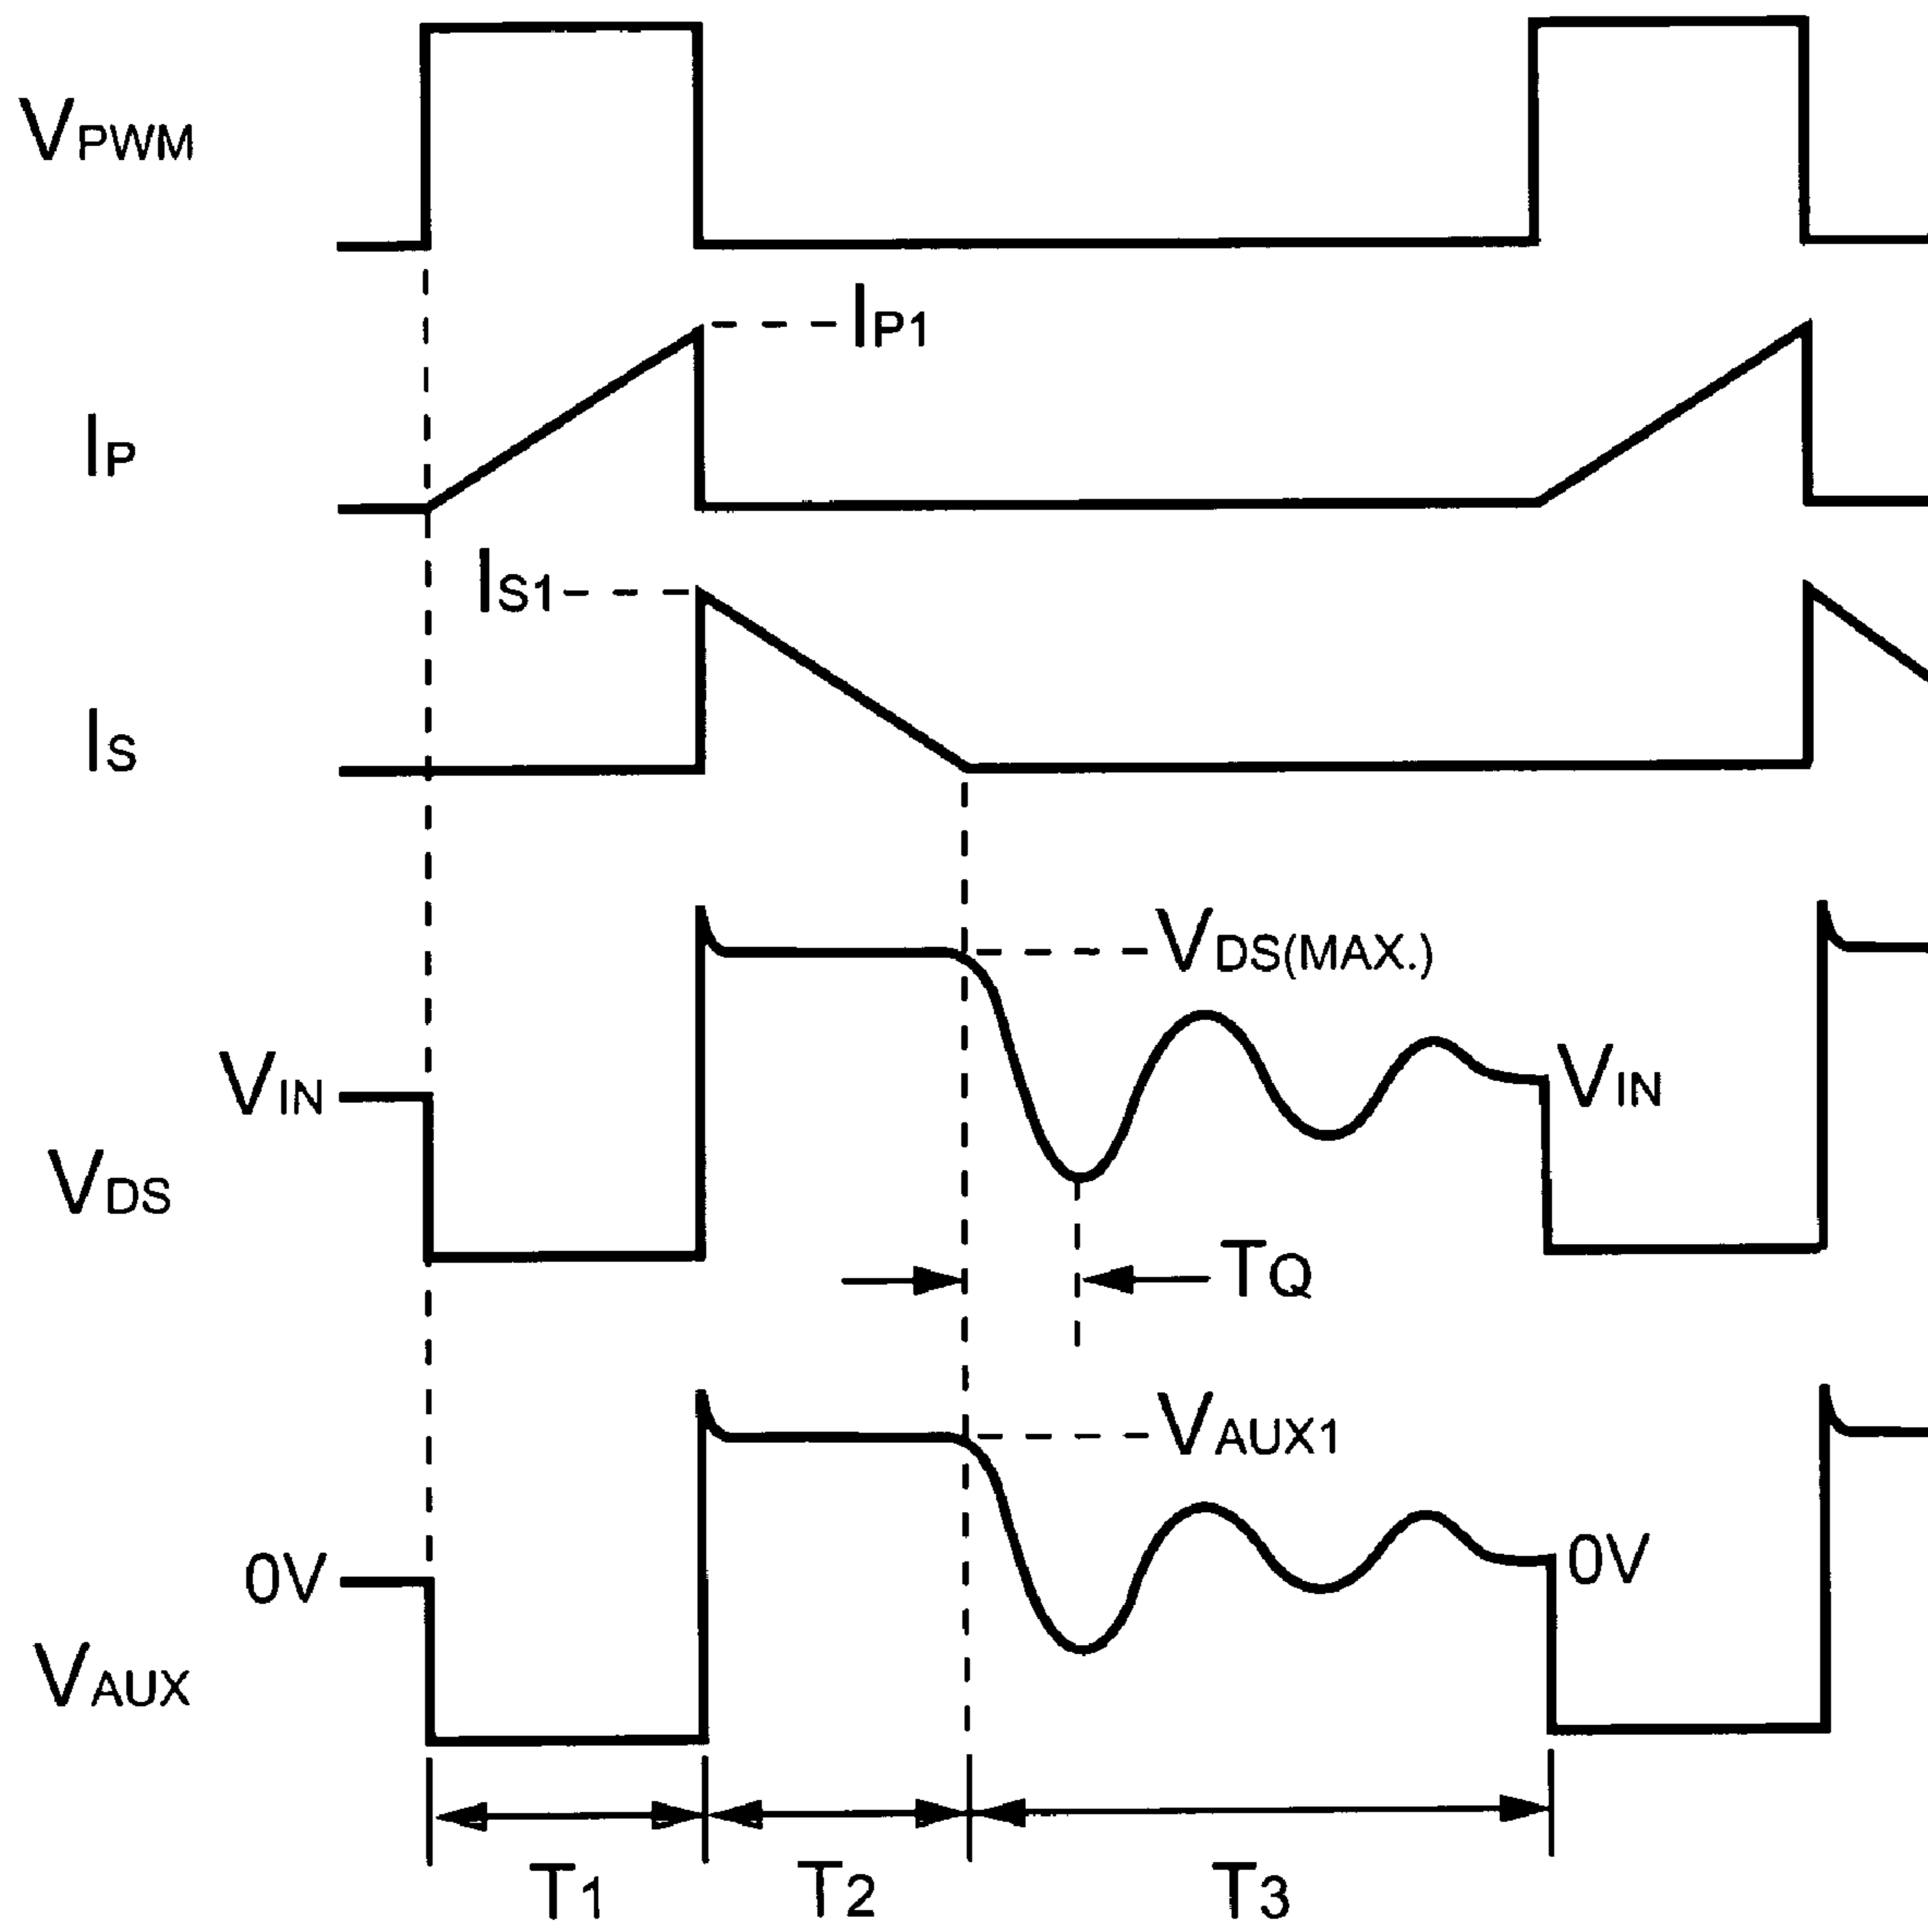 VPWM
IP1
IP
IS1
IS
VDS(MAX.)
VIN
VIN
VDS
TQ
VAUX1
0V
0V
VAUX
T1
T2
T3